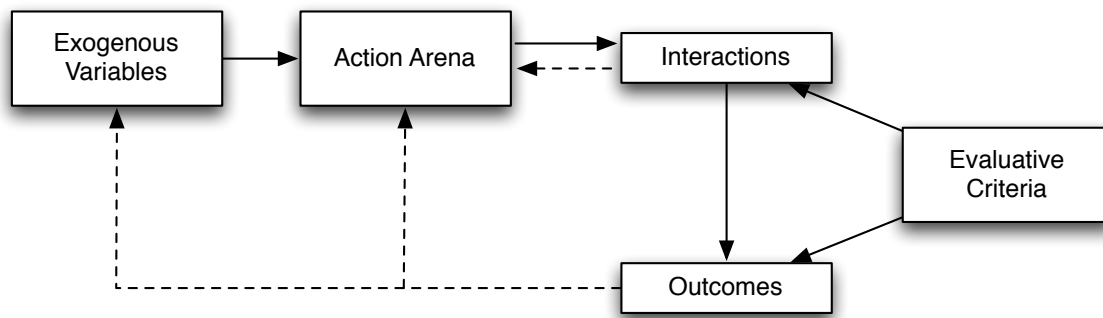 Exogenous
Variables
Action Arena
Interactions
Evaluative
Criteria
Outcomes